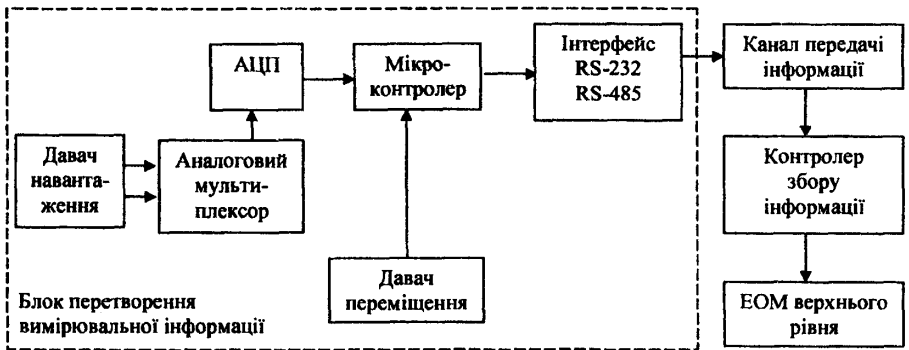 АЦП
Мікро-
контролер
Інтерфейс
RS-232
RS-485
Канал передачі
інформації
Давач
наванта-
ження
Аналоговий
мульти-
плексор
Контролер
збору
інформації
Давач
переміщення
Блок перетворення
вимірювальної інформації
ЕОМ верхнього
рівня